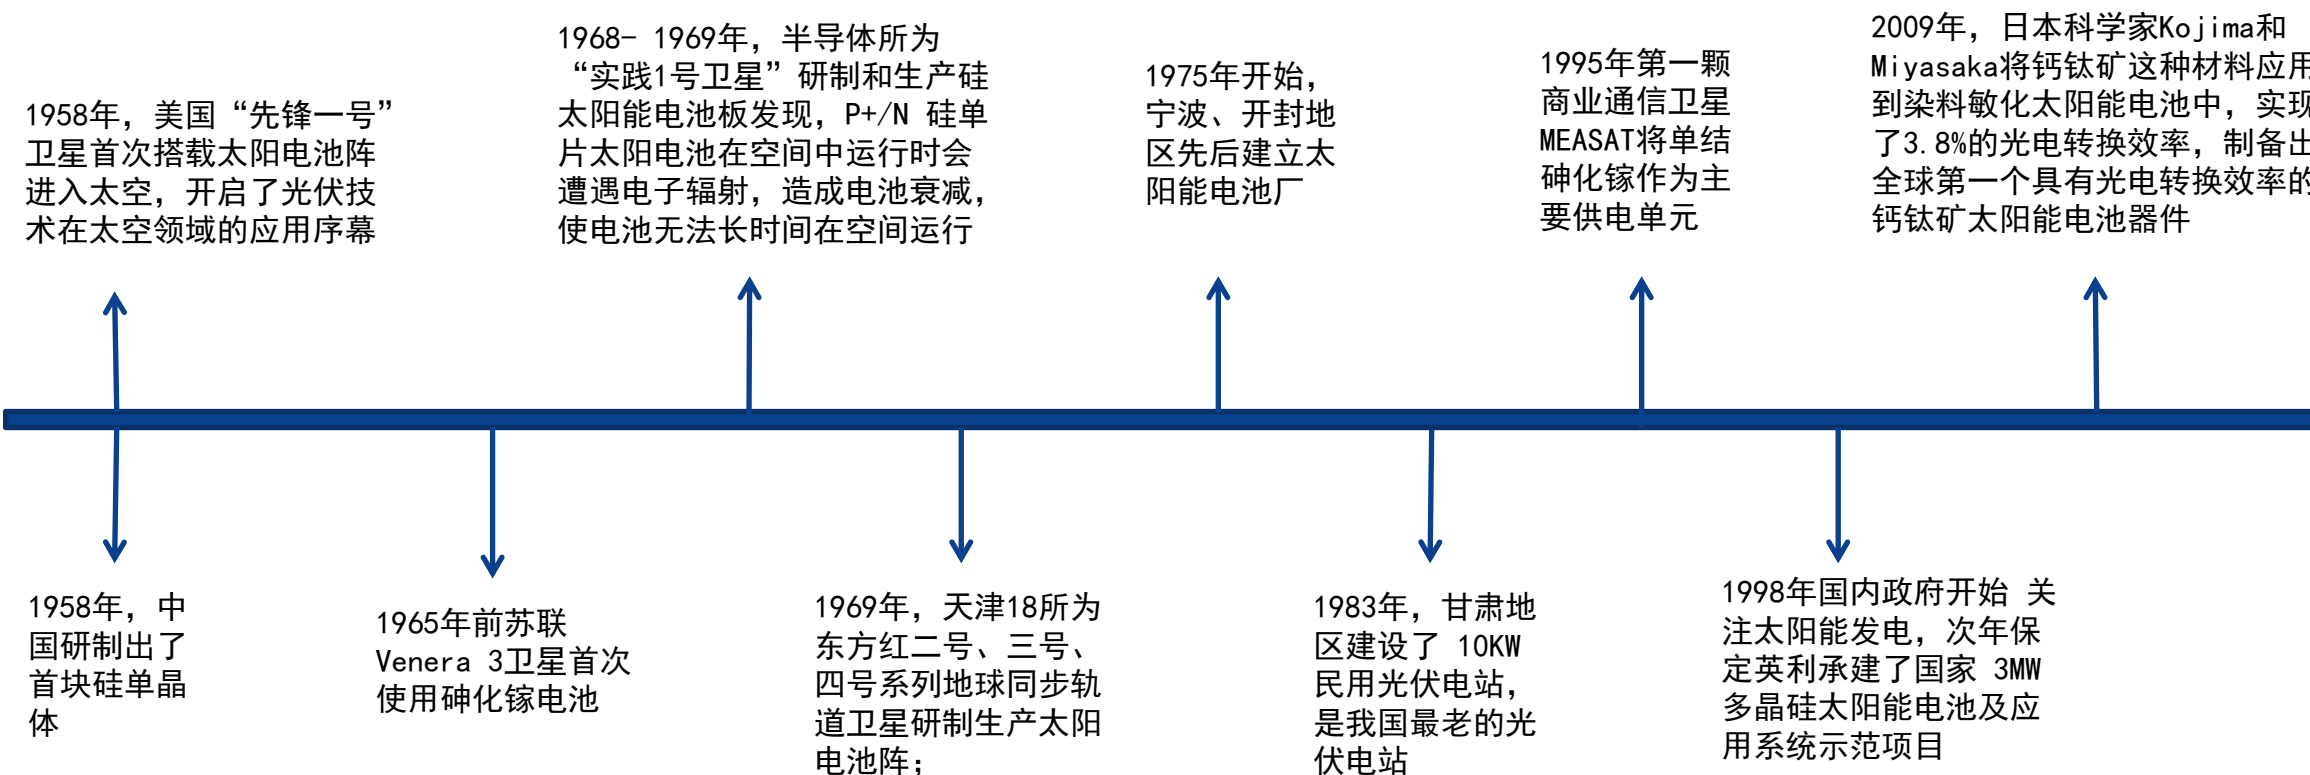 1958年，美国“先锋一号”
卫星首次搭载太阳电池阵
进入太空，开启了光伏技
术在太空领域的应用序幕
1968- 1969年，半导体所为
“实践1号卫星”研制和生产硅
太阳能电池板发现，P+/N 硅单
片太阳电池在空间中运行时会
遭遇电子辐射，造成电池衰减，
使电池无法长时间在空间运行
1975年开始，
宁波、开封地
区先后建立太
阳能电池厂
1995年第一颗
商业通信卫星
MEASAT将单结
砷化镓作为主
要供电单元
2009年，日本科学家Kojima和
Miyasaka将钙钛矿这种材料应用
到染料敏化太阳能电池中，实现
了3.8%的光电转换效率，制备出
全球第一个具有光电转换效率的
钙钛矿太阳能电池器件
1958年，中
国研制出了
首块硅单晶
体
1965年前苏联
Venera 3卫星首次
使用砷化镓电池
1969年，天津18所为
东方红二号、三号、
四号系列地球同步轨
道卫星研制生产太阳
电池阵；
1983年，甘肃地
区建设了 10KW
民用光伏电站，
是我国最老的光
伏电站
1998年国内政府开始 关
注太阳能发电，次年保
定英利承建了国家 3MW
多晶硅太阳能电池及应
用系统示范项目